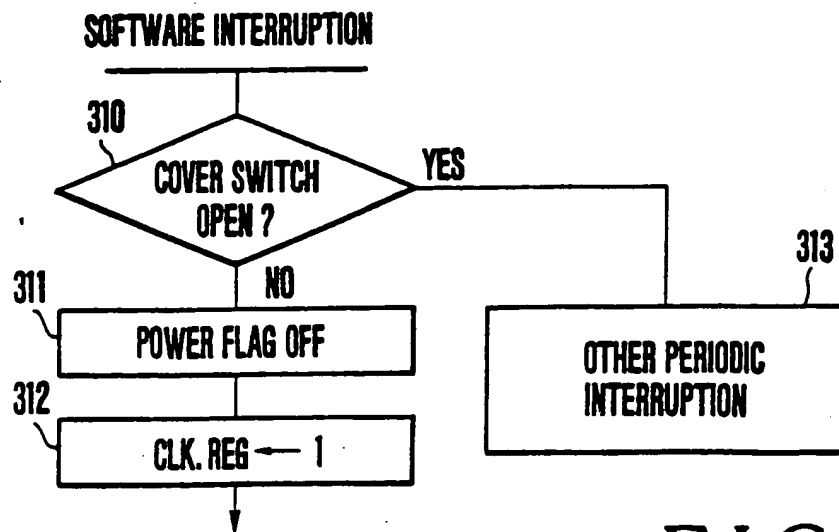 SOFTWARE INTERRUPTION
310
COVER SWITCH
OPEN ?
YES
NO
313
311
POWER FLAG OFF
OTHER PERIODIC
INTERRUPTION
312
CLK. REG ← 1